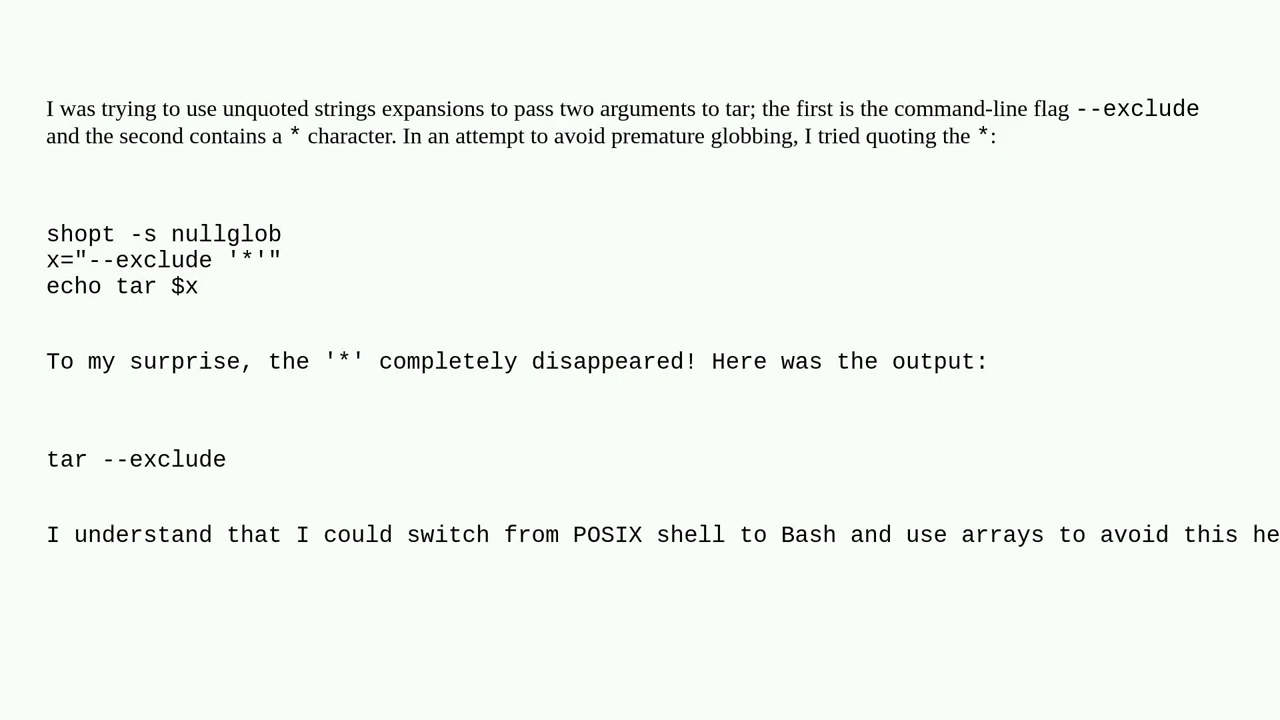 I was trying to use unquoted strings expansions to pass two arguments to tar; the first is the command-line flag --exclude
and the second contains a * character. In an attempt to avoid premature globbing, I tried quoting the *:
shopt -s nullglob
x="--exclude '*'"
echo tar $x
To my surprise, the '*' completely disappeared! Here was the output:
tar --exclude
I understand that I could switch from POSIX shell to Bash and use arrays to avoid this he